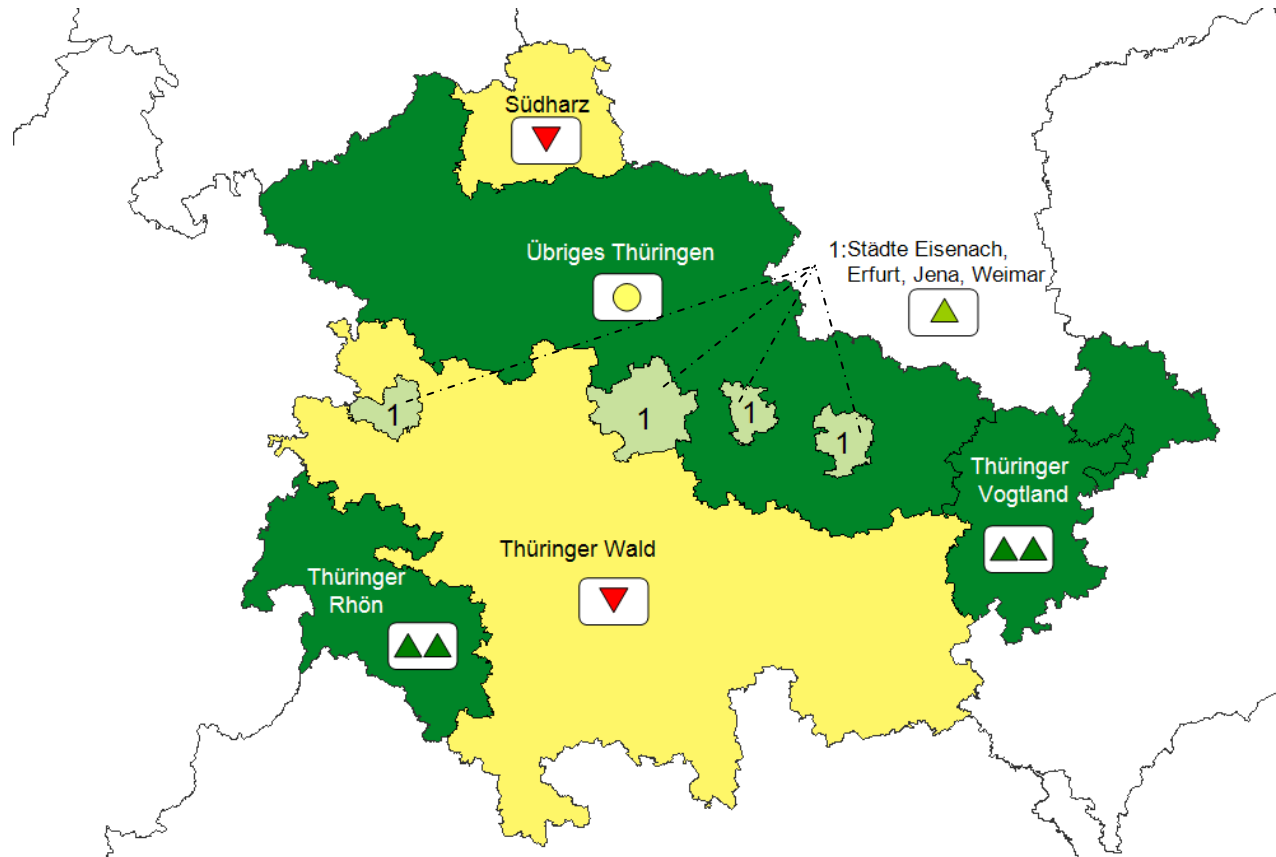 Südharz
Übriges Thüringen
1:Städte Eisenach,
Erfurt, Jena, Weimar
1
1
1
1
Thüringer
Vogtland
Thüringer Wald
Thüringer
Rhön